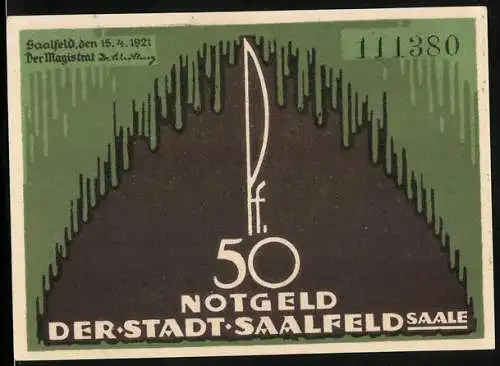 Saalfeld, den 15.4.1921
Der Magistrat
111380
Pf.
50
NOTGELD
DER·STADT·SAALFELD SAALE